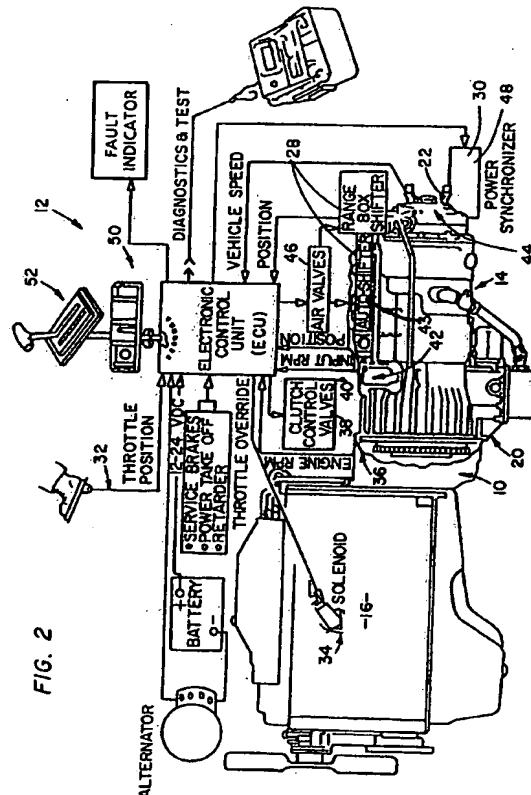 FIG. 2
12
FAULT
INDICATOR
50
52
DIAGNOSTICS & TEST
THROTTLE
POSITION
32
12-24 VDC
ELECTRONIC
CONTROL
UNIT
(ECU)
VEHICLE SPEED
POSITION
28
RANGE
BOX
SHIFTER
30
48
POWER
SYNCHRONIZER
22
44
46
AIR VALVES
POSITION
AUTO-SHIFTER
43
42
14
INPUT RPM
40
CLUTCH
CONTROL
VALVES
38
ENGINE RPM
36
10
20
THROTTLE OVERRIDE
•SERVICE BRAKES
•POWER TAKE OFF
•RETARDER
BATTERY
+
-
ALTERNATOR
SOLENOID
34
-16-